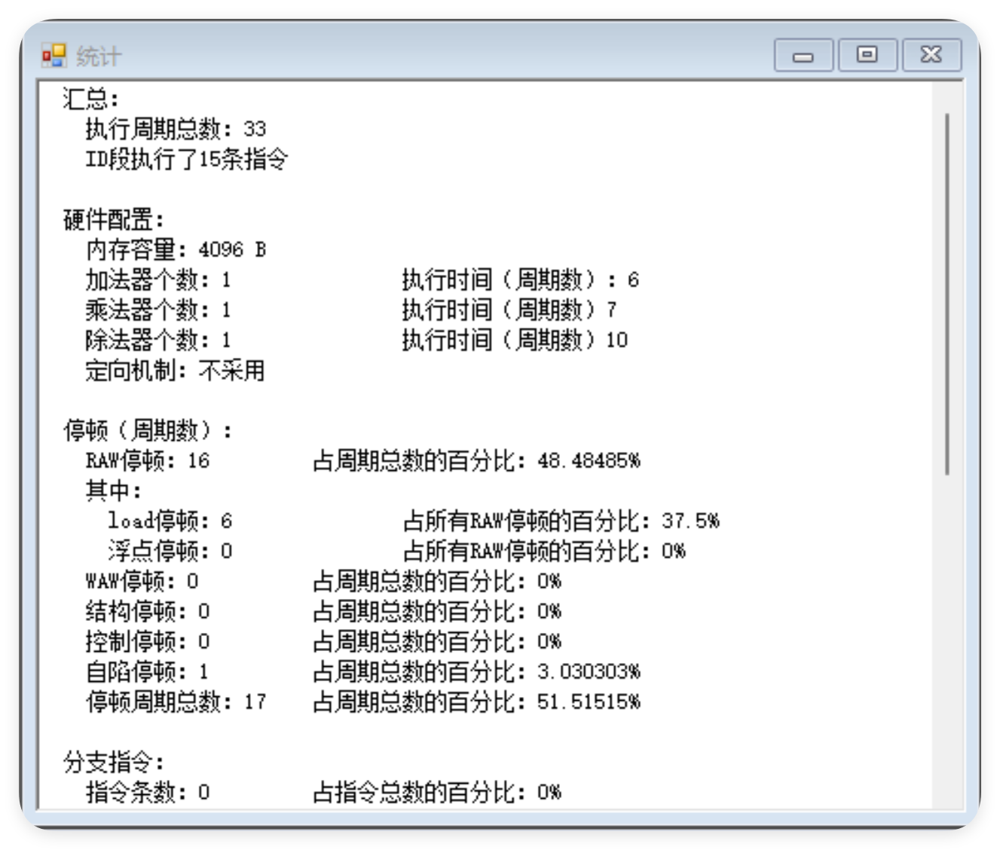 统计
汇总：
执行周期总数：33
ID段执行了15条指令
硬件配置：
内存容量：4096 B
加法器个数：1 执行时间（周期数）：6
乘法器个数：1 执行时间（周期数）7
除法器个数：1 执行时间（周期数）10
定向机制：不采用
停顿（周期数）：
RAW停顿：16 占周期总数的百分比：48.48485%
其中：
load停顿：6 占所有RAW停顿的百分比：37.5%
浮点停顿：0 占所有RAW停顿的百分比：0%
WAW停顿：0 占周期总数的百分比：0%
结构停顿：0 占周期总数的百分比：0%
控制停顿：0 占周期总数的百分比：0%
自陷停顿：1 占周期总数的百分比：3.030303%
停顿周期总数：17 占周期总数的百分比：51.51515%
分支指令：
指令条数：0 占指令总数的百分比：0%